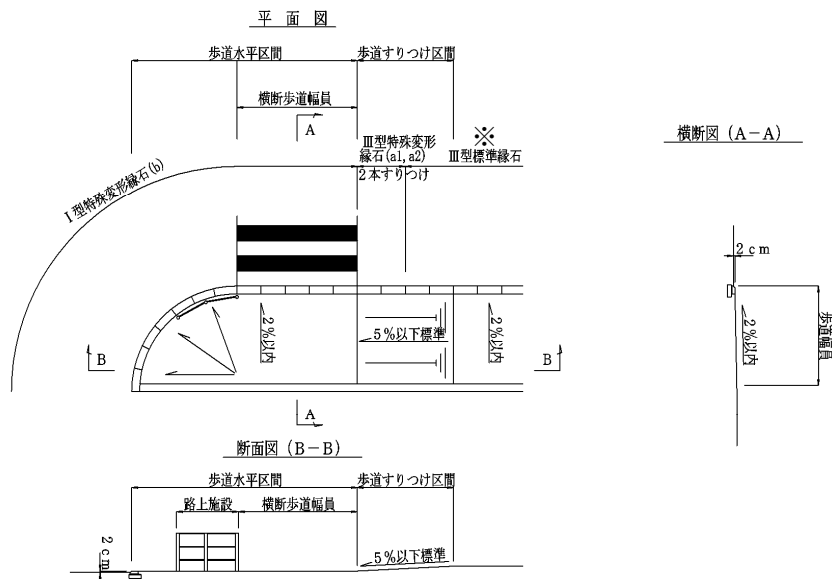 平 面 図
歩道水平区間
歩道すりつけ区間
横断歩道幅員
A
Ⅲ型特殊変形
縁石(a1, a2)
2本すりつけ
※
Ⅲ型標準縁石
Ⅰ型特殊変形縁石(b)
2%以内
5%以下標準
2%以内
B
B
A
横断図 (A-A)
2cm
2%以内
歩道幅員
断面図 (B-B)
歩道水平区間
歩道すりつけ区間
路上施設
横断歩道幅員
2cm
5%以下標準